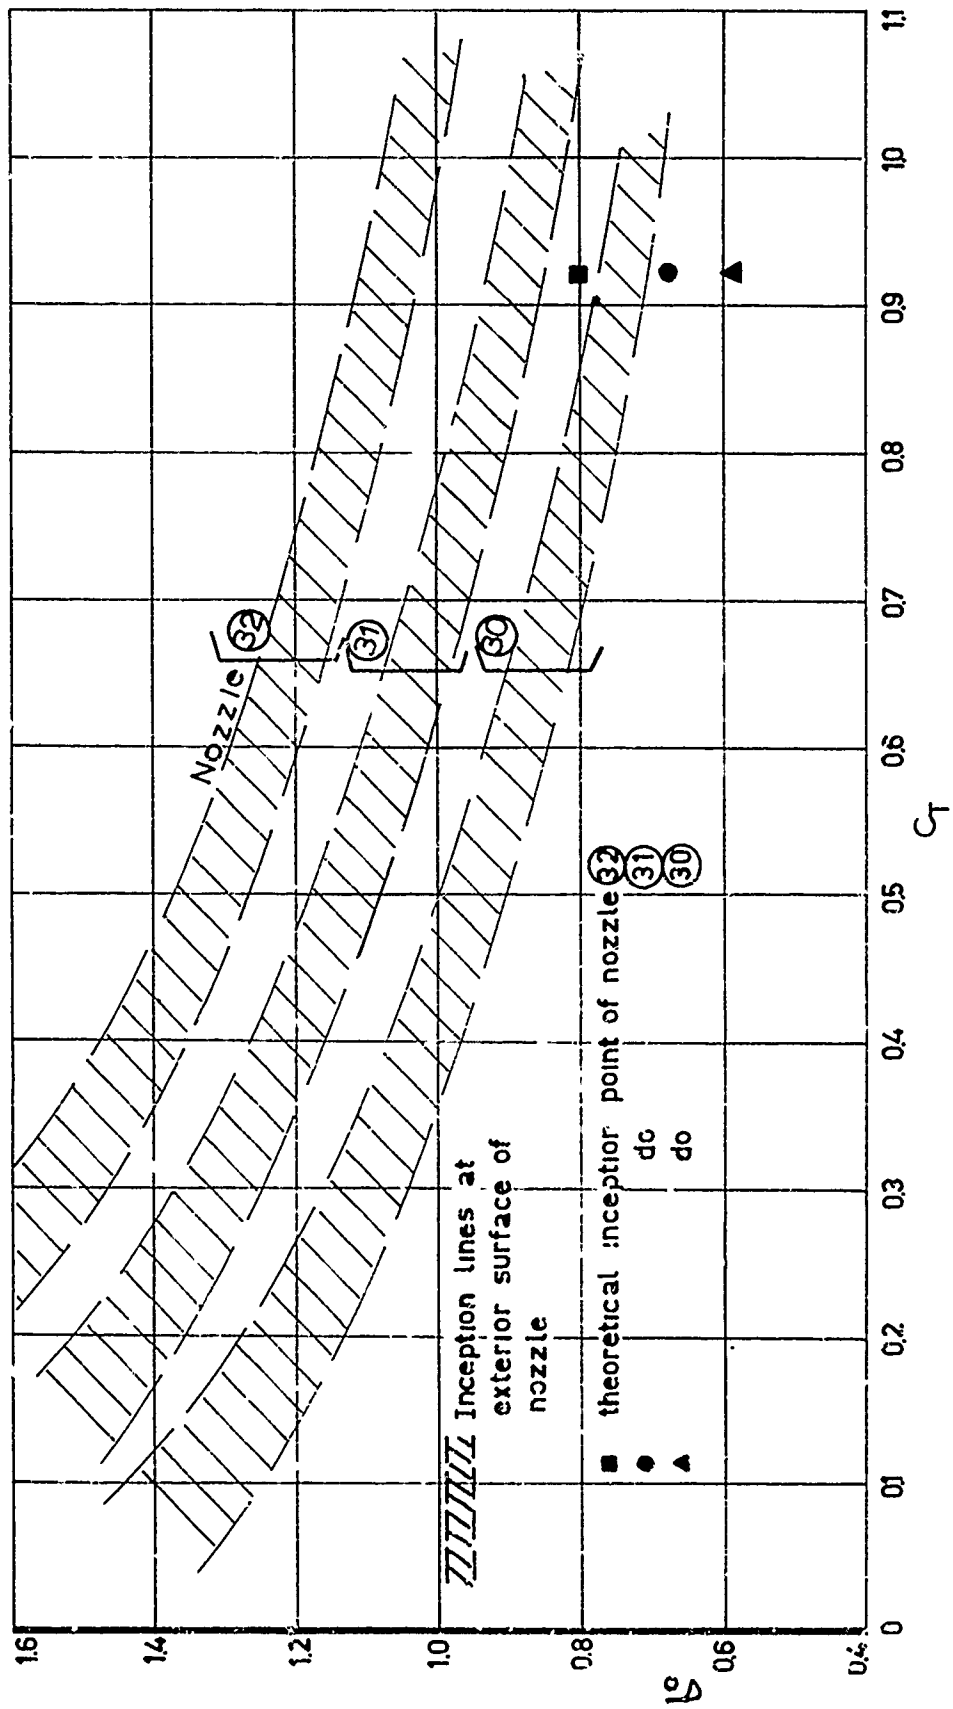 1.6
1.4
1.2
1.0
0.8
0.6
0.4
0
0.1
0.2
0.3
0.4
0.5
0.6
0.7
0.8
0.9
1.0
1.1
C_T
Nozzle 32
31
30
Inception lines at
exterior surface of
nozzle
■ theoretical inception point of nozzle 32
● do 31
▲ do 30